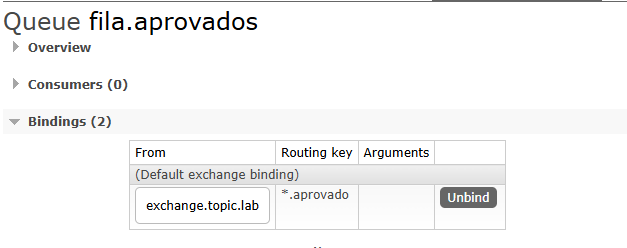 Queue fila.aprovados
Overview
Consumers (0)
Bindings (2)
From Routing key Arguments
(Default exchange binding)
exchange.topic.lab *.aprovado Unbind